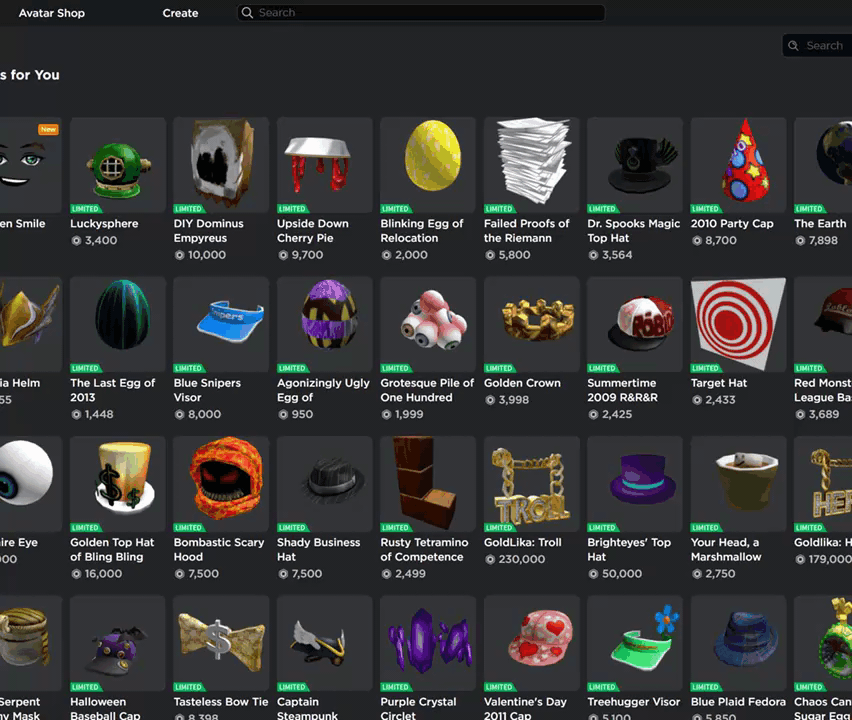 Avatar Shop
Create
Search
Search
s for You
New
LIMITED LIMITED LIMITED LIMITED LIMITED LIMITED LIMITED LIMITED
en Smile
Luckysphere
3,400
DIY Dominus
Empyreus
10,000
Upside Down
Cherry Pie
9,700
Blinking Egg of
Relocation
2,000
Failed Proofs of
the Riemann
5,800
Dr. Spooks Magic
Top Hat
3,564
2010 Party Cap
8,700
The Earth
7,898
LIMITED LIMITED LIMITED LIMITED LIMITED LIMITED LIMITED LIMITED
ia Helm
55
The Last Egg of
2013
1,448
Snipers
Blue Snipers
Visor
8,000
Agonizingly Ugly
Egg of
950
Grotesque Pile of
One Hundred
1,999
Golden Crown
3,998
Summertime
2009 R&R&R
2,425
Target Hat
2,433
Red Monst
League Ba
3,689
LIMITED LIMITED LIMITED LIMITED LIMITED LIMITED LIMITED LIMITED
ire Eye
00
$ $
Golden Top Hat
of Bling Bling
16,000
Bombastic Scary
Hood
7,500
Shady Business
Hat
7,500
Rusty Tetramino
of Competence
2,499
TROLL
GoldLika: Troll
230,000
Brighteyes' Top
Hat
50,000
Your Head, a
Marshmallow
2,750
HE
Goldlika: H
179,000
LIMITED LIMITED LIMITED LIMITED LIMITED LIMITED LIMITED LIMITED
Serpent
ny Mask
Halloween
Baseball Cap
$
Tasteless Bow Tie
8,398
Captain
Steampunk
Purple Crystal
Circlet
Valentine's Day
2011 Cap
Treehugger Visor
5,100
Blue Plaid Fedora
5,850
Chaos Can
Sugar Egg